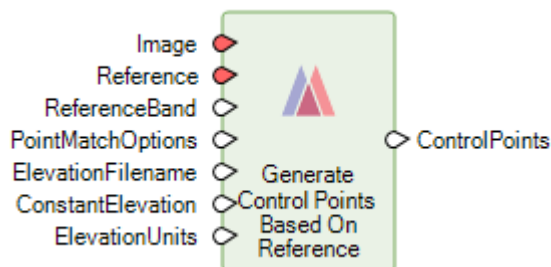 Image
Reference
ReferenceBand
PointMatchOptions
ElevationFilename
ConstantElevation
ElevationUnits
Generate
Control Points
Based On
Reference
ControlPoints